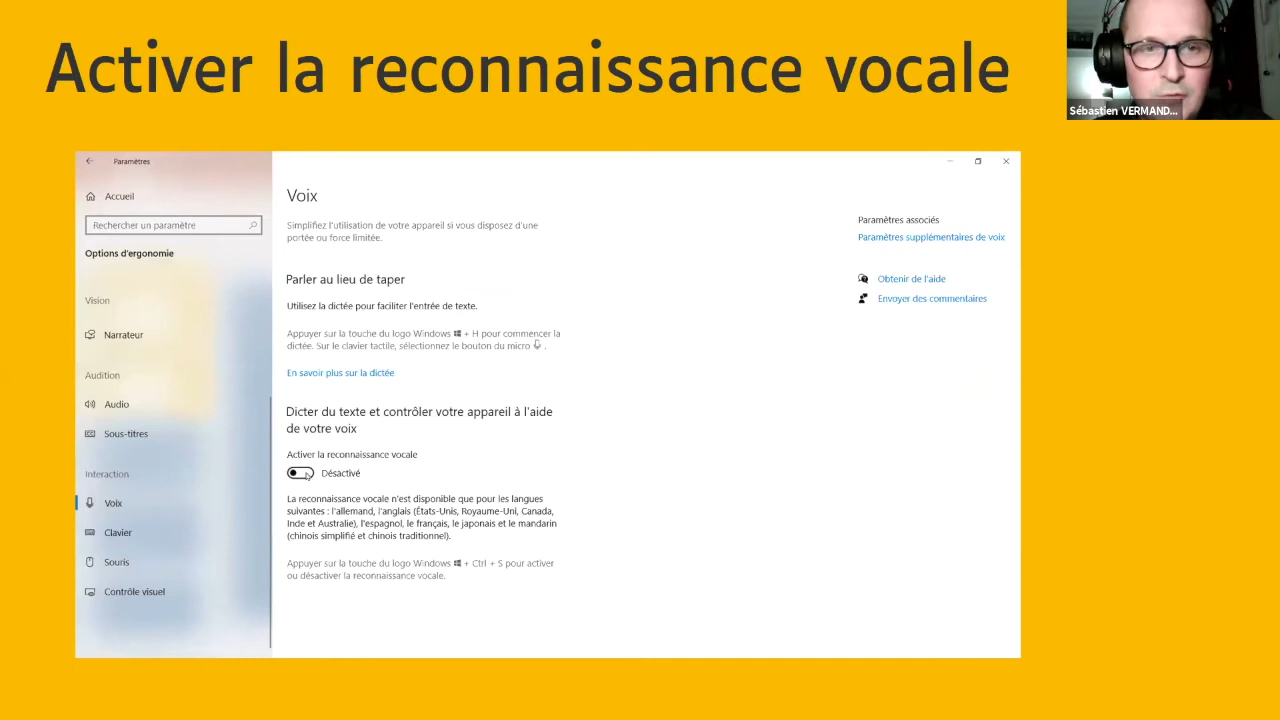 Activer la reconnaissance vocale
Sébastien VERMAND...
Paramètres
Accueil
Rechercher un paramètre
Options d'ergonomie
Vision
Narrateur
Audition
Audio
Sous-titres
Interaction
Voix
Clavier
Souris
Contrôle visuel
Voix
Simplifiez l'utilisation de votre appareil si vous disposez d'une
portée ou force limitée.
Parler au lieu de taper
Utilisez la dictée pour faciliter l'entrée de texte.
Appuyer sur la touche du logo Windows + H pour commencer la
dictée. Sur le clavier tactile, sélectionnez le bouton du micro .
En savoir plus sur la dictée
Dicter du texte et contrôler votre appareil à l'aide
de votre voix
Activer la reconnaissance vocale
Désactivé
La reconnaissance vocale n'est disponible que pour les langues
suivantes : l'allemand, l'anglais (États-Unis, Royaume-Uni, Canada,
Inde et Australie), l'espagnol, le français, le japonais et le mandarin
(chinois simplifié et chinois traditionnel).
Appuyer sur la touche du logo Windows + Ctrl + S pour activer
ou désactiver la reconnaissance vocale.
Paramètres associés
Paramètres supplémentaires de voix
Obtenir de l'aide
Envoyer des commentaires